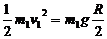 ½ m₁v₁² = m₁g R/2